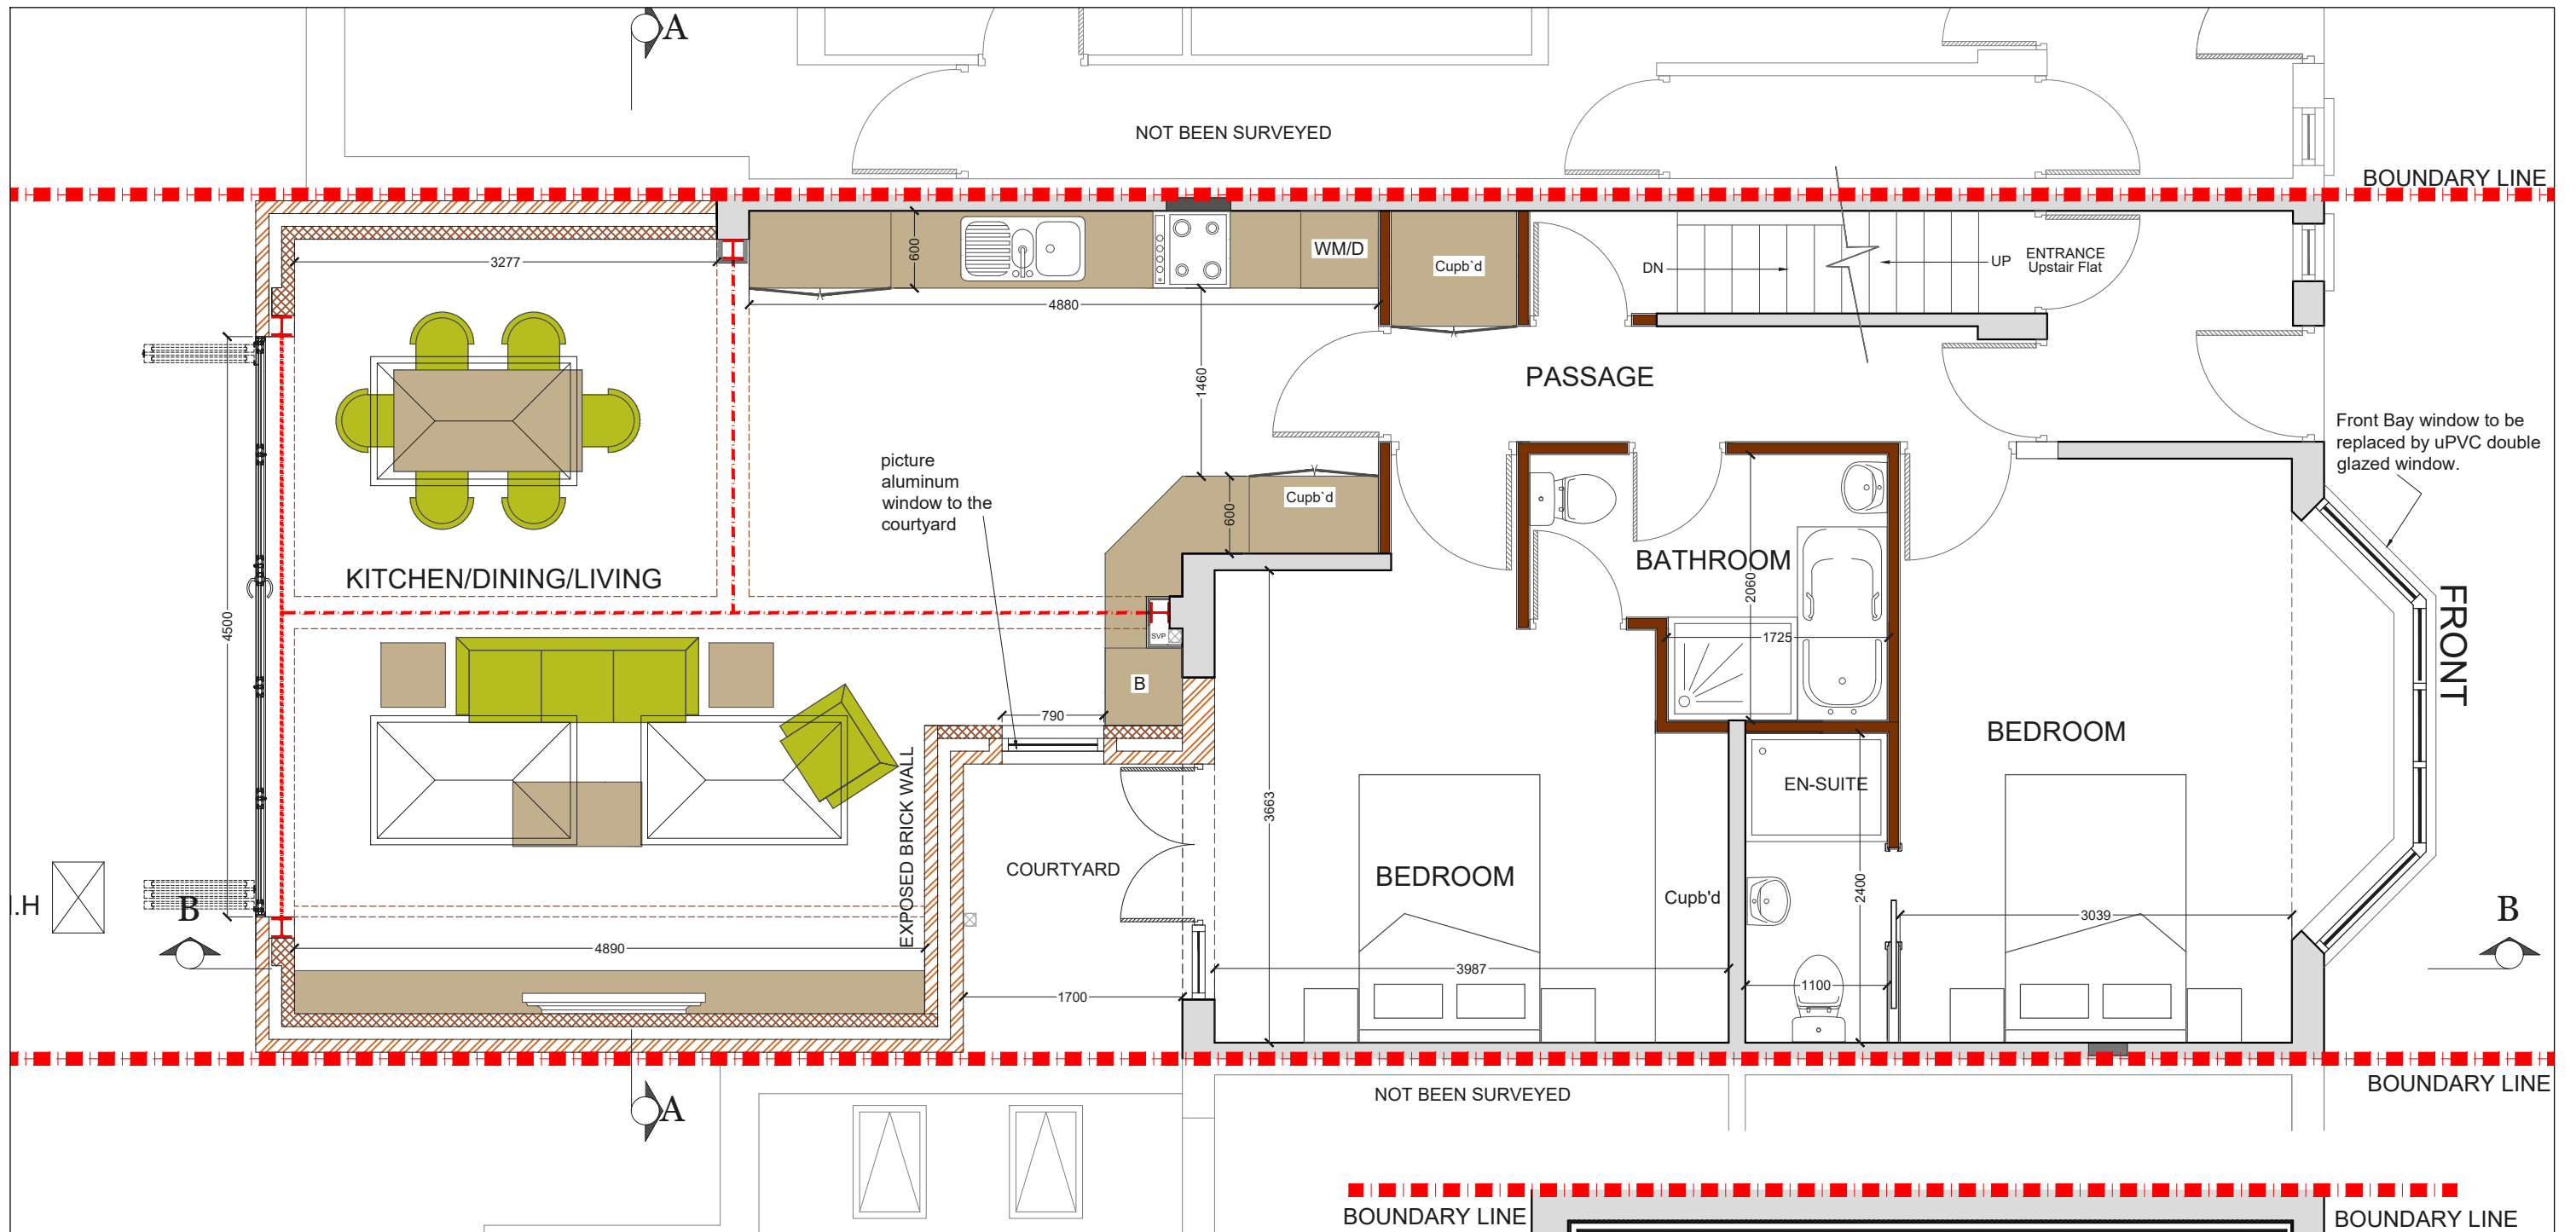 A
NOT BEEN SURVEYED
BOUNDARY LINE
3277
600
WM/D
Cupb`d
DN
UP
ENTRANCE
Upstair Flat
4880
1460
PASSAGE
Front Bay window to be
replaced by uPVC double
glazed window.
picture
aluminum
window to the
courtyard
Cupb`d
600
KITCHEN/DINING/LIVING
BATHROOM
2060
4500
1725
SVP
FRONT
B
790
BEDROOM
EXPOSED BRICK WALL
EN-SUITE
3663
COURTYARD
BEDROOM
Cupb'd
2400
I.H
B
3039
B
4890
3987
1700
1100
BOUNDARY LINE
NOT BEEN SURVEYED
A
BOUNDARY LINE
BOUNDARY LINE